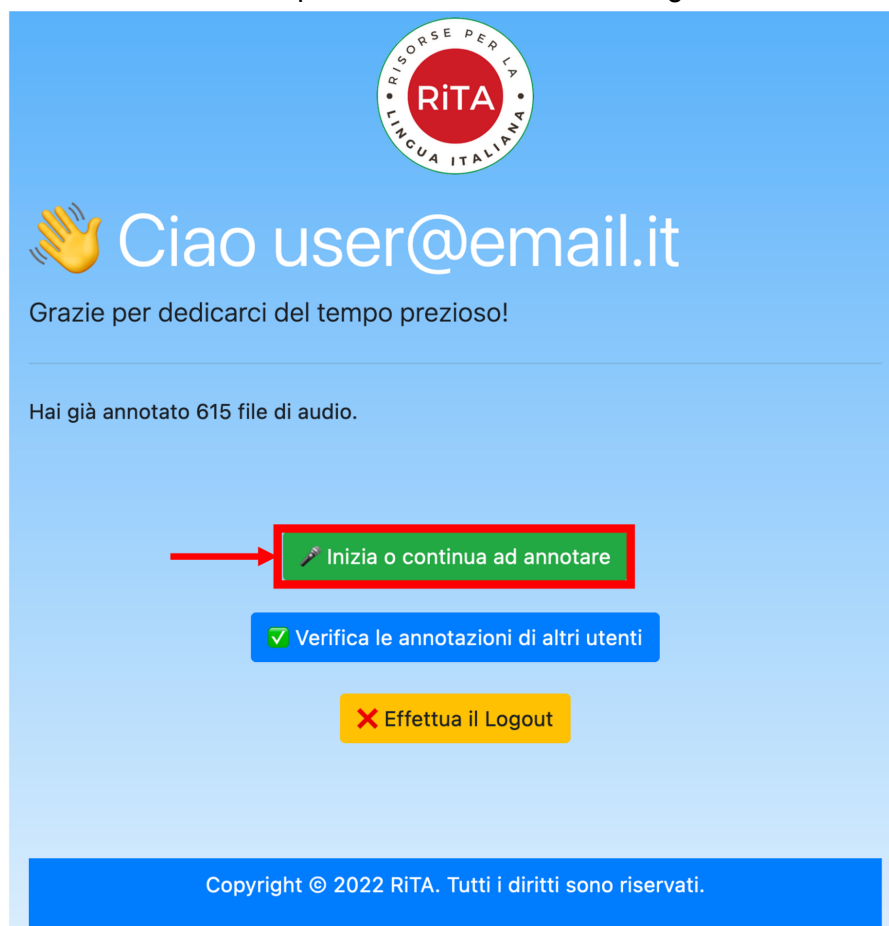 RISORSE PER LA
RiTA
LINGUA ITALIANA
👋 Ciao user@email.it
Grazie per dedicarci del tempo prezioso!
Hai già annotato 615 file di audio.
🎤 Inizia o continua ad annotare
✅ Verifica le annotazioni di altri utenti
❌ Effettua il Logout
Copyright © 2022 RiTA. Tutti i diritti sono riservati.